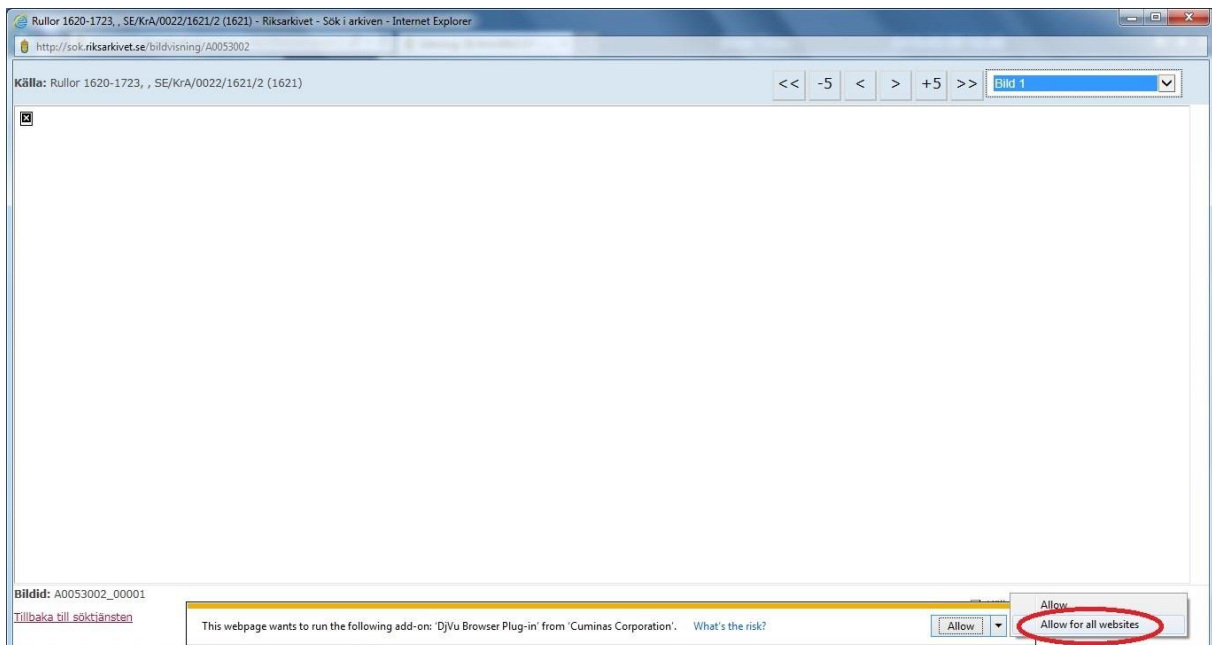 Rullor 1620-1723, , SE/KrA/0022/1621/2 (1621) - Riksarkivet - Sök i arkiven - Internet Explorer
http://sok.riksarkivet.se/bildvisning/A0053002
Källa: Rullor 1620-1723, , SE/KrA/0022/1621/2 (1621) << -5 < > +5 >> Bild 1
Bildid: A0053002_00001
Tillbaka till söktjänsten
Allow
This webpage wants to run the following add-on: 'DjVu Browser Plug-in' from 'Cuminas Corporation'. What's the risk? Allow Allow for all websites